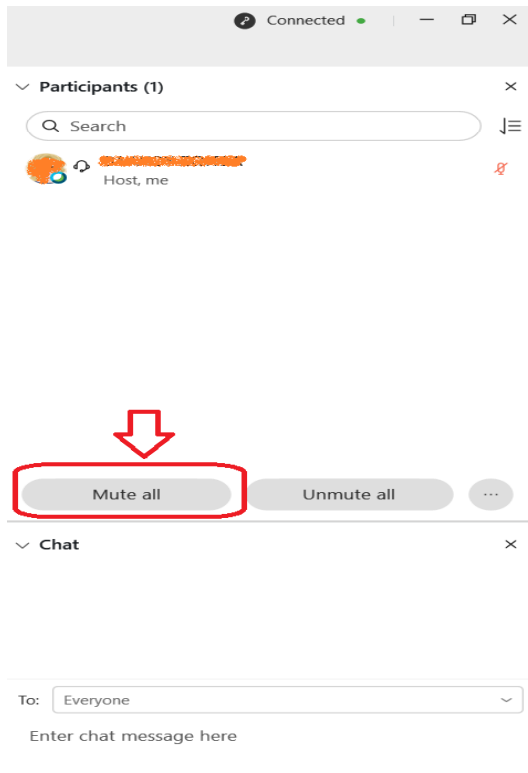 Connected
Participants (1)
Search
Host, me
Mute all
Unmute all
Chat
To: Everyone
Enter chat message here